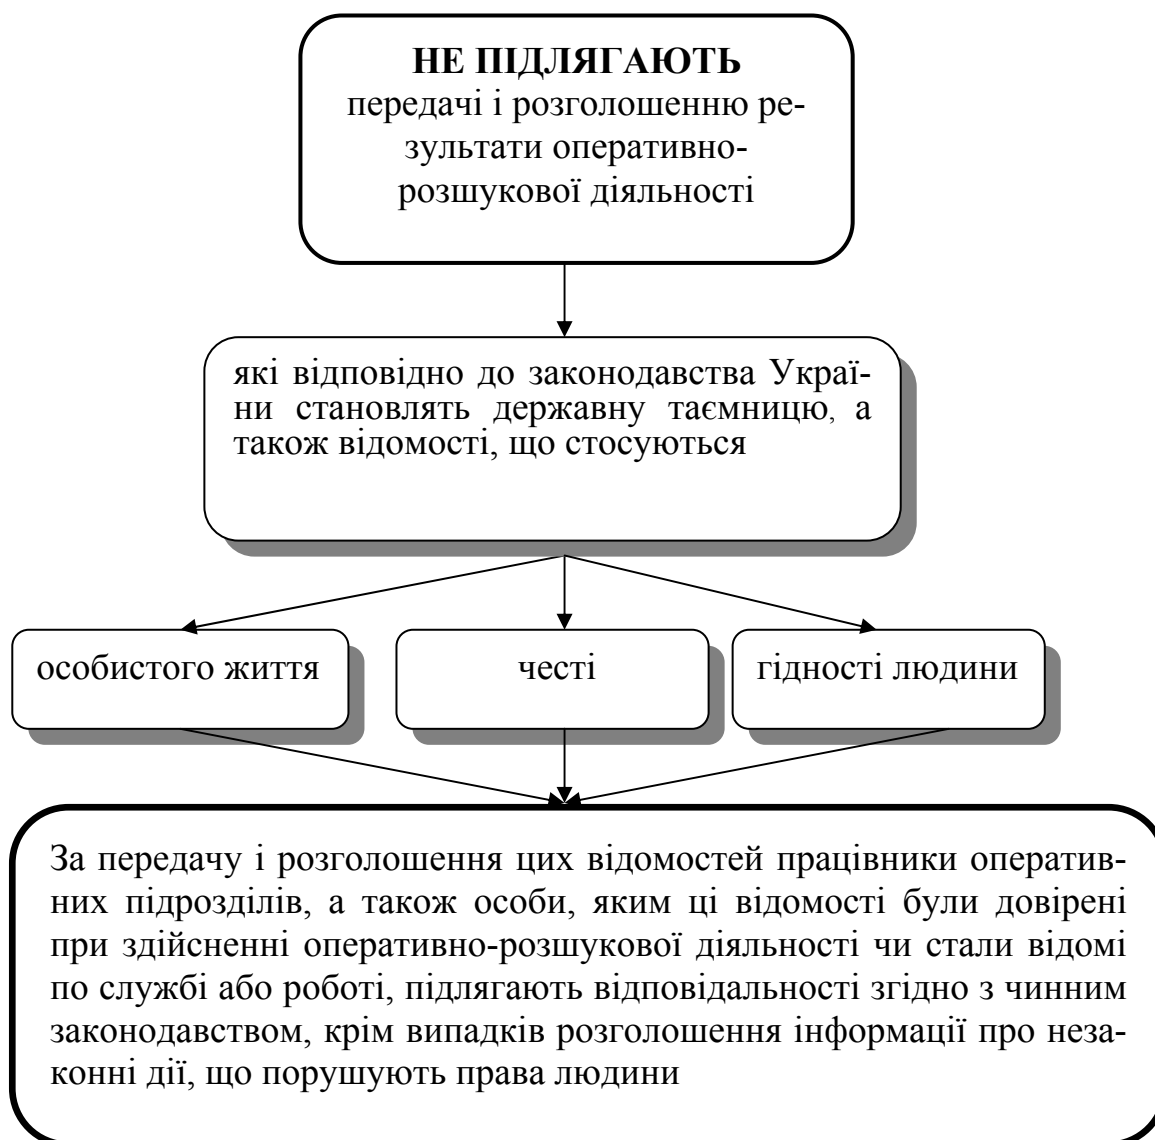 НЕ ПІДЛЯГАЮТЬ
передачі і розголошенню ре-
зультати оперативно-
розшукової діяльності
які відповідно до законодавства Украї-
ни становлять державну таємницю, а
також відомості, що стосуються
особистого життя
честі
гідності людини
За передачу і розголошення цих відомостей працівники оператив-
них підрозділів, а також особи, яким ці відомості були довірені
при здійсненні оперативно-розшукової діяльності чи стали відомі
по службі або роботі, підлягають відповідальності згідно з чинним
законодавством, крім випадків розголошення інформації про неза-
конні дії, що порушують права людини